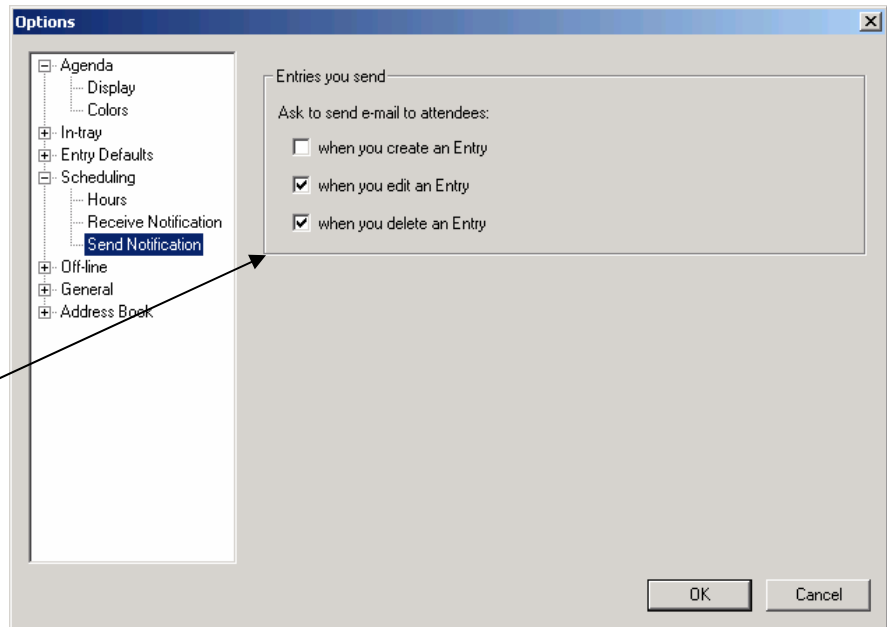 Options
Agenda
Display
Colors
In-tray
Entry Defaults
Scheduling
Hours
Receive Notification
Send Notification
Off-line
General
Address Book
Entries you send
Ask to send e-mail to attendees:
when you create an Entry
when you edit an Entry
when you delete an Entry
OK
Cancel